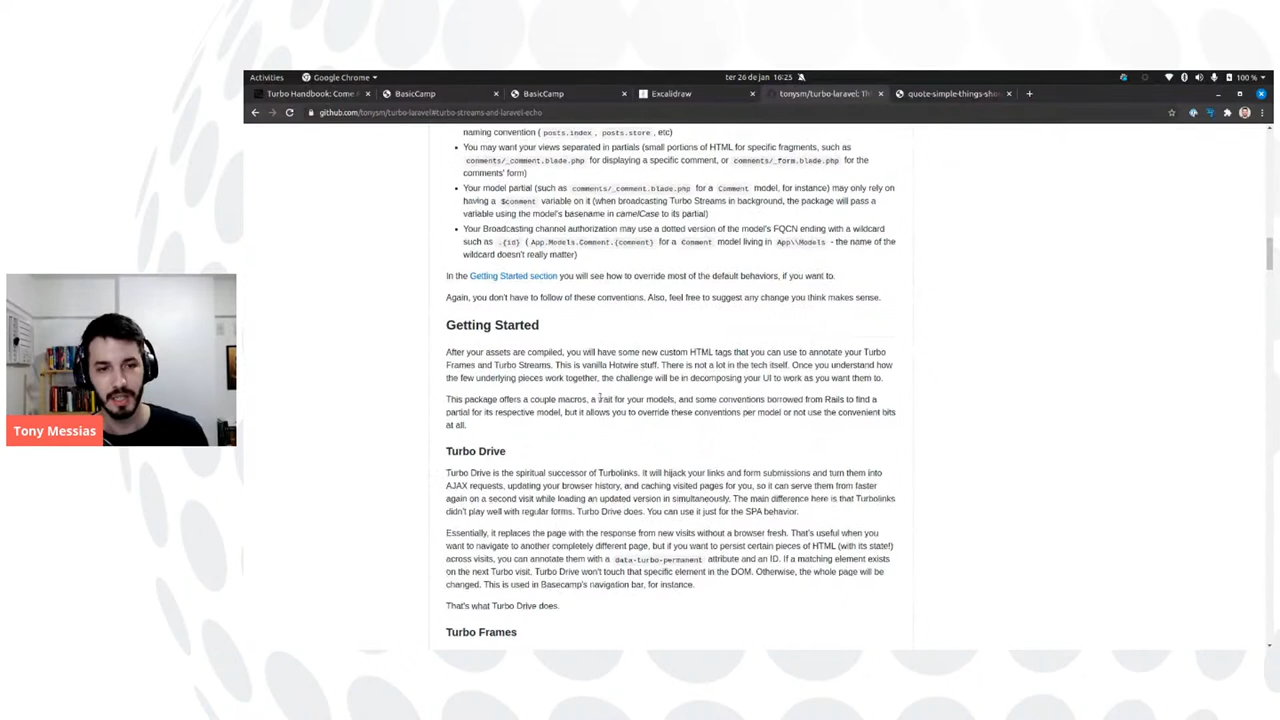 Activities
Google Chrome
ter 26 de jan 16:25
100 %
Turbo Handbook: Come A
BasicCamp
BasicCamp
Excalidraw
tonysm/turbo-laravel: Th
quote-simple-things-sho
github.com/tonysm/turbo-laravel#turbo-streams-and-laravel-echo
naming convention ( posts.index , posts.store , etc)
You may want your views separated in partials (small portions of HTML for specific fragments, such as
comments/_comment.blade.php for displaying a specific comment, or comments/_form.blade.php for the
comments' form)
Your model partial (such as comments/_comment.blade.php for a Comment model, for instance) may only rely on
having a $comment variable on it (when broadcasting Turbo Streams in background, the package will pass a
variable using the model's basename in camelCase to its partial)
Your Broadcasting channel authorization may use a dotted version of the model's FQCN ending with a wildcard
such as .{id} ( App.Models.Comment.{comment} for a Comment model living in App\\Models - the name of the
wildcard doesn't really matter)
In the Getting Started section you will see how to override most of the default behaviors, if you want to.
Again, you don't have to follow of these conventions. Also, feel free to suggest any change you think makes sense.
Getting Started
After your assets are compiled, you will have some new custom HTML tags that you can use to annotate your Turbo
Frames and Turbo Streams. This is vanilla Hotwire stuff. There is not a lot in the tech itself. Once you understand how
the few underlying pieces work together, the challenge will be in decomposing your UI to work as you want them to.
This package offers a couple macros, a trait for your models, and some conventions borrowed from Rails to find a
partial for its respective model, but it allows you to override these conventions per model or not use the convenient bits
at all.
Turbo Drive
Turbo Drive is the spiritual successor of Turbolinks. It will hijack your links and form submissions and turn them into
AJAX requests, updating your browser history, and caching visited pages for you, so it can serve them from faster
again on a second visit while loading an updated version in simultaneously. The main difference here is that Turbolinks
didn't play well with regular forms. Turbo Drive does. You can use it just for the SPA behavior.
Essentially, it replaces the page with the response from new visits without a browser fresh. That's useful when you
want to navigate to another completely different page, but if you want to persist certain pieces of HTML (with its state!)
across visits, you can annotate them with a data-turbo-permanent attribute and an ID. If a matching element exists
on the next Turbo visit, Turbo Drive won't touch that specific element in the DOM. Otherwise, the whole page will be
changed. This is used in Basecamp's navigation bar, for instance.
That's what Turbo Drive does.
Turbo Frames
Tony Messias